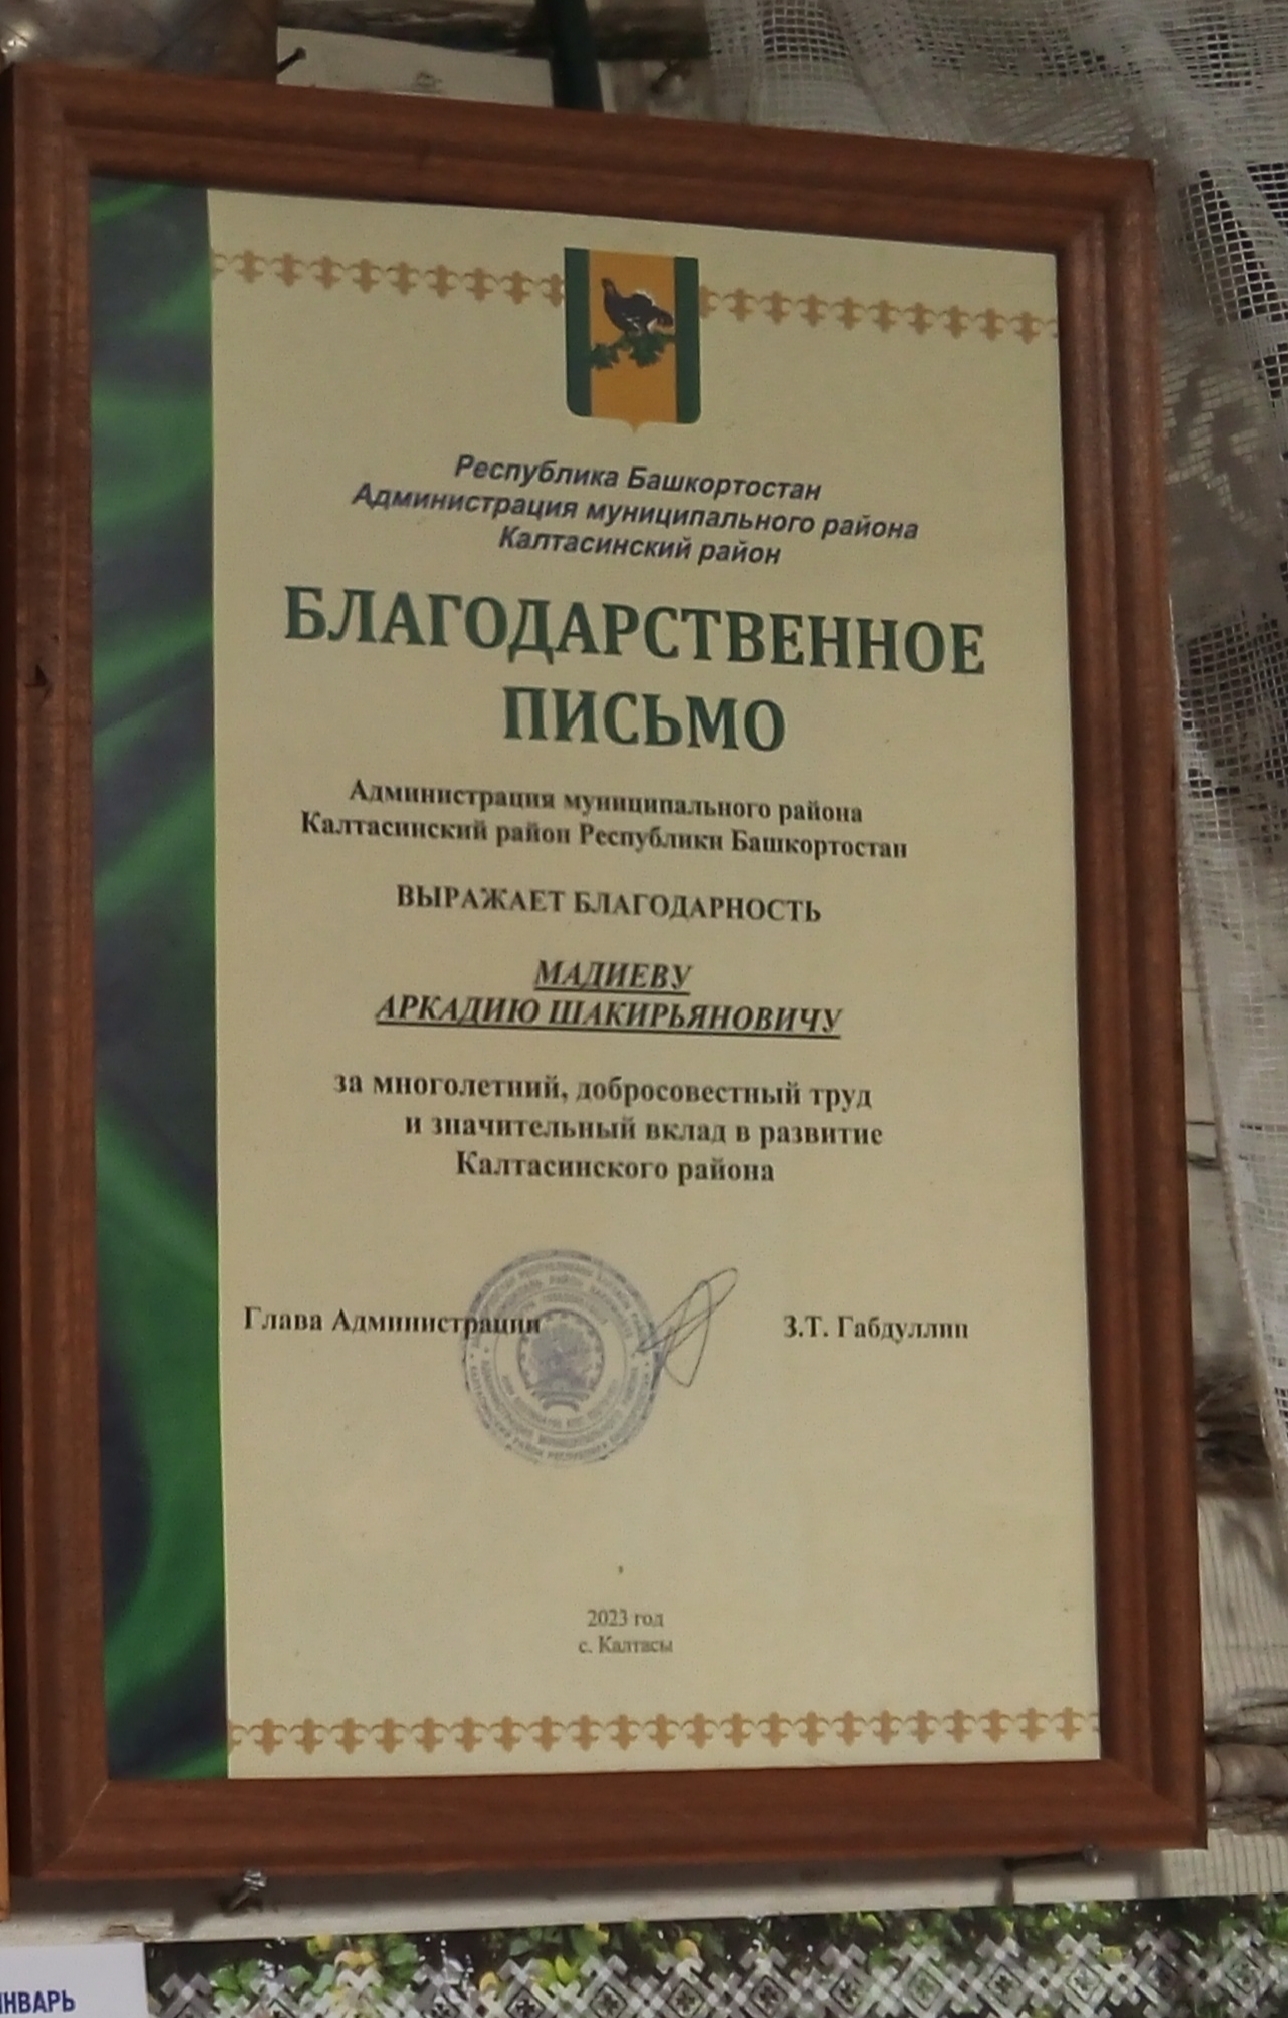 Республика Башкортостан
Администрация муниципального района
Калтасинский район
БЛАГОДАРСТВЕННОЕ
ПИСЬМО
Администрация муниципального района
Калтасинский район Республики Башкортостан
ВЫРАЖАЕТ БЛАГОДАРНОСТЬ
МАДИЕВУ
АРКАДИЮ ШАКИРЬЯНОВИЧУ
за многолетний, добросовестный труд
и значительный вклад в развитие
Калтасинского района
Глава Администрации З.Т. Габдуллин
2023 год
с. Калтасы
ЯНВАРЬ